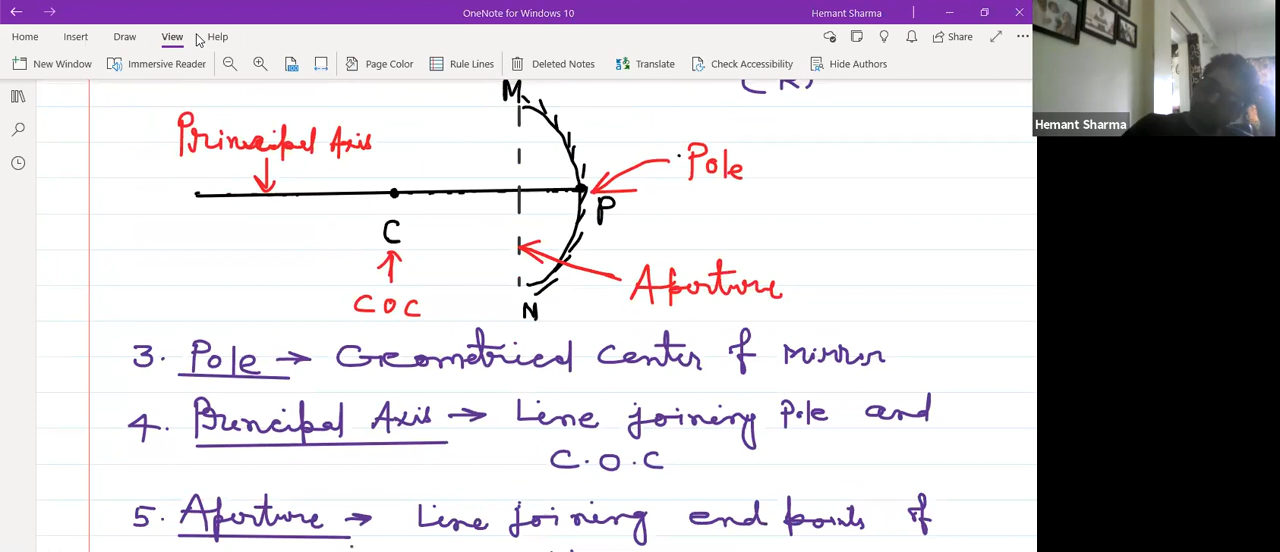 OneNote for Windows 10
Hemant Sharma
Home Insert Draw View Help
Share
New Window Immersive Reader Page Color Rule Lines Deleted Notes Translate Check Accessibility Hide Authors
Hemant Sharma
M
(R)
Principal Axis
Pole
P
C
COC
Aperture
N
3. Pole → Geometrical center of mirror
4. Principal Axis → Line joining Pole and
C.O.C
5. Aperture → Line joining end points of